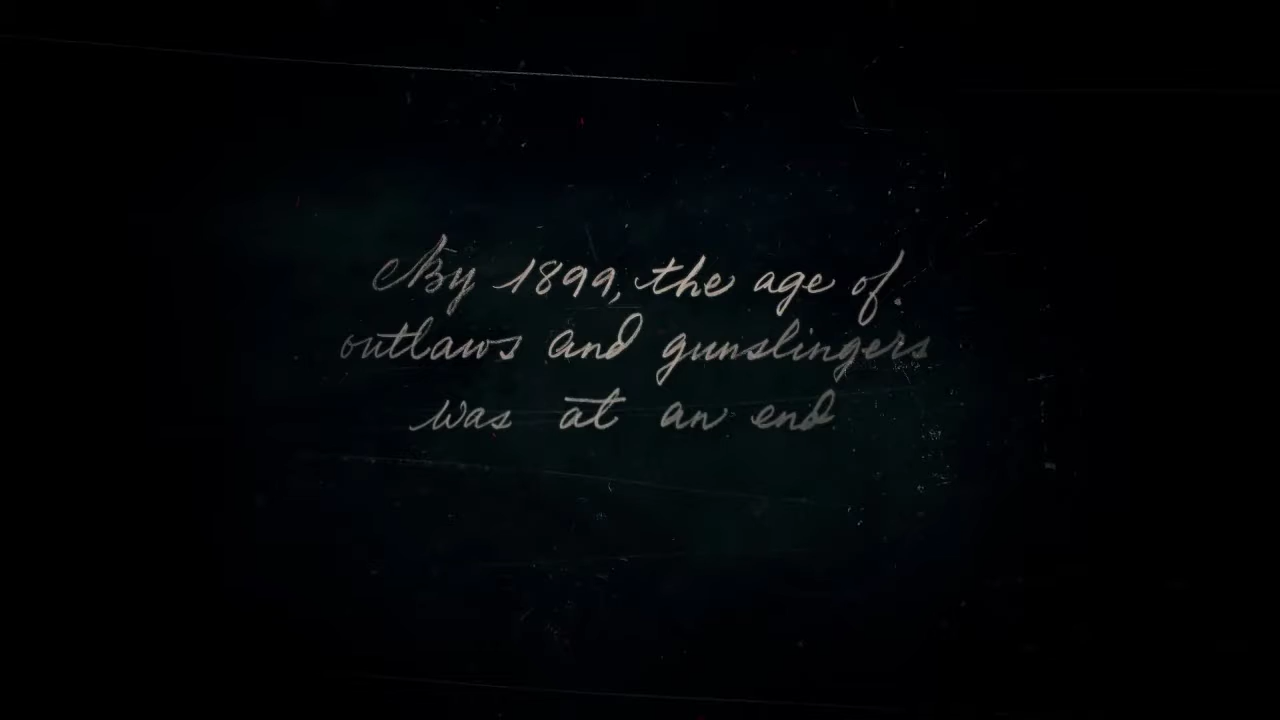 By 1899, the age of
outlaws and gunslingers
was at an end